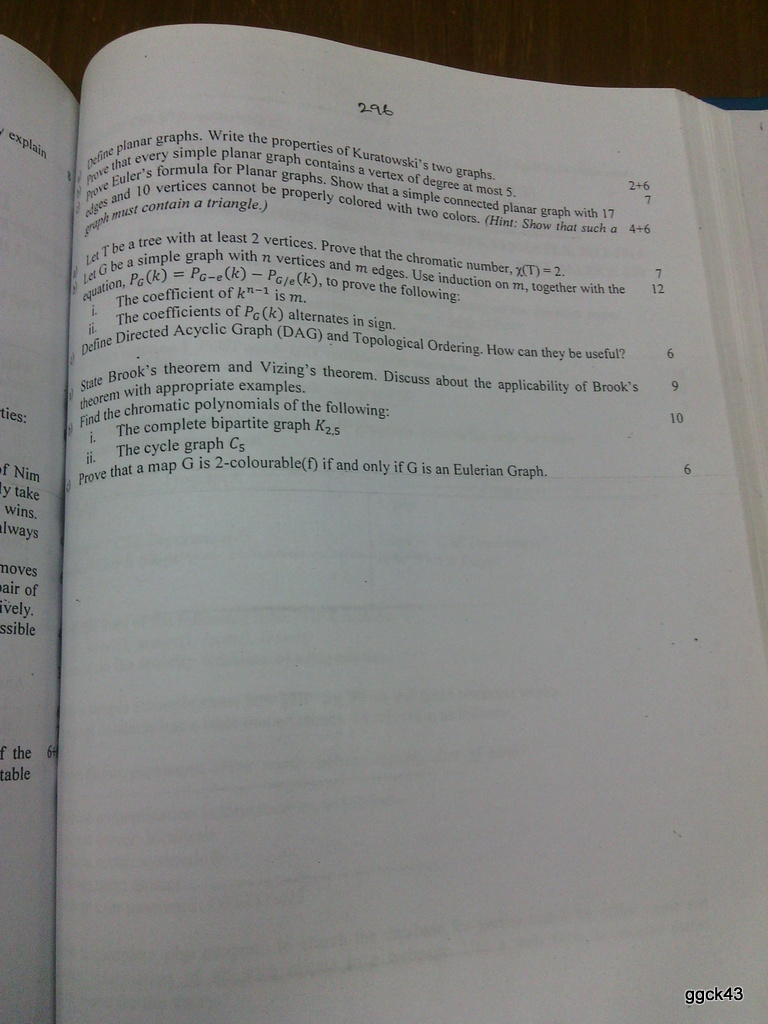 296
y explain
Define planar graphs. Write the properties of Kuratowski's two graphs. 2+6
Prove that every simple planar graph contains a vertex of degree at most 5. 7
Prove Euler's formula for Planar graphs. Show that a simple connected planar graph with 17
edges and 10 vertices cannot be properly colored with two colors. (Hint: Show that such a 4+6
graph must contain a triangle.)
Let T be a tree with at least 2 vertices. Prove that the chromatic number, χ(T) = 2. 7
Let G be a simple graph with n vertices and m edges. Use induction on m, together with the 12
equation, P_G(k) = P_{G−e}(k) − P_{G/e}(k), to prove the following:
i. The coefficient of k^{n−1} is m.
ii. The coefficients of P_G(k) alternates in sign.
Define Directed Acyclic Graph (DAG) and Topological Ordering. How can they be useful? 6
State Brook's theorem and Vizing's theorem. Discuss about the applicability of Brook's 9
theorem with appropriate examples.
Find the chromatic polynomials of the following: 10
i. The complete bipartite graph K_{2,5}
ii. The cycle graph C_5
Prove that a map G is 2-colourable(f) if and only if G is an Eulerian Graph. 6
ties:
of Nim
ly take
wins.
always
moves
pair of
ively.
ssible
f the 6+
table
ggck43